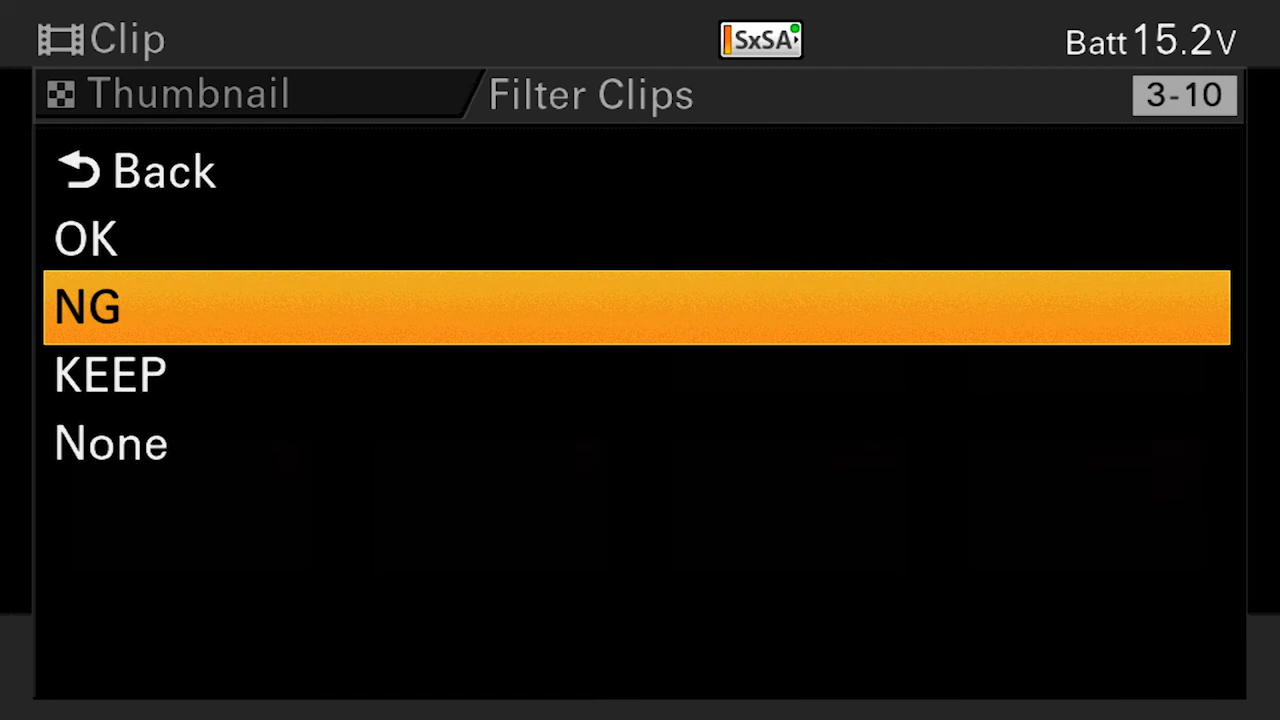 Clip SxSA Batt 15.2V
Thumbnail Filter Clips 3-10
Back
OK
NG
KEEP
None